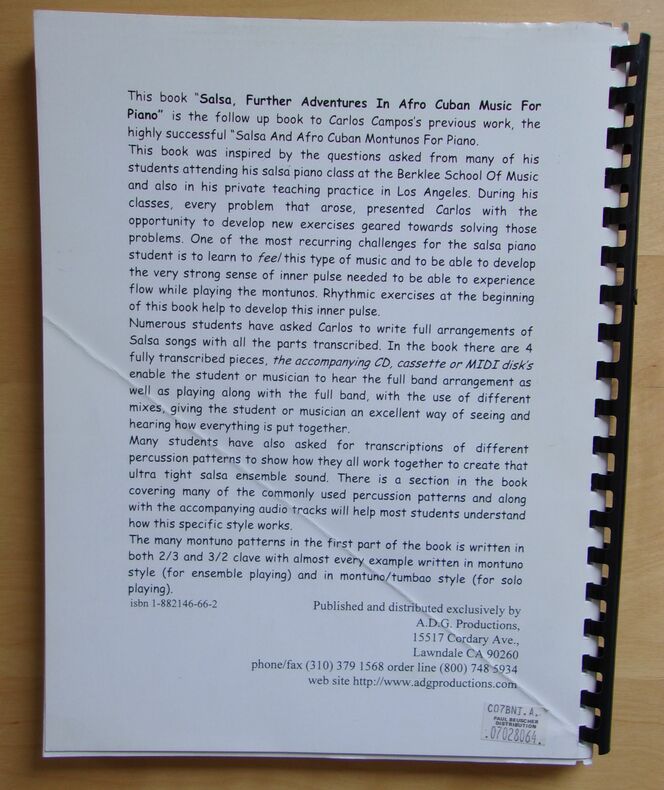 This book “Salsa, Further Adventures In Afro Cuban Music For
Piano” is the follow up book to Carlos Campos’s previous work, the
highly successful “Salsa And Afro Cuban Montunos For Piano.
This book was inspired by the questions asked from many of his
students attending his salsa piano class at the Berklee School Of Music
and also in his private teaching practice in Los Angeles. During his
classes, every problem that arose, presented Carlos with the
opportunity to develop new exercises geared towards solving those
problems. One of the most recurring challenges for the salsa piano
student is to learn to feel this type of music and to be able to develop
the very strong sense of inner pulse needed to be able to experience
flow while playing the montunos. Rhythmic exercises at the beginning
of this book help to develop this inner pulse.
Numerous students have asked Carlos to write full arrangements of
Salsa songs with all the parts transcribed. In the book there are 4
fully transcribed pieces, the accompanying CD, cassette or MIDI disk’s
enable the student or musician to hear the full band arrangement as
well as playing along with the full band, with the use of different
mixes, giving the student or musician an excellent way of seeing and
hearing how everything is put together.
Many students have also asked for transcriptions of different
percussion patterns to show how they all work together to create that
ultra tight salsa ensemble sound. There is a section in the book
covering many of the commonly used percussion patterns and along
with the accompanying audio tracks will help most students understand
how this specific style works.
The many montuno patterns in the first part of the book is written in
both 2/3 and 3/2 clave with almost every example written in montuno
style (for ensemble playing) and in montuno/tumbao style (for solo
playing).
isbn 1-882146-66-2
Published and distributed exclusively by
A.D.G. Productions,
15517 Cordary Ave.,
Lawndale CA 90260
phone/fax (310) 379 1568 order line (800) 748 5934
web site http://www.adgproductions.com
CO7BNI.A.
PAUL BEUSCHER
DISTRIBUTION
.07028064.